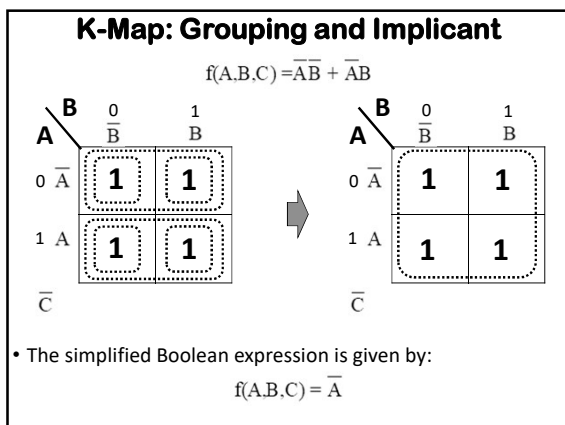 K-Map: Grouping and Implicant
f(A,B,C) =A̅B̅ + A̅B
B 0 1
A B̅ B
0 A̅ 1 1
1 A 1 1
C̅
B 0 1
A B̅ B
0 A̅ 1 1
1 A 1 1
C̅
• The simplified Boolean expression is given by:
f(A,B,C) = A̅